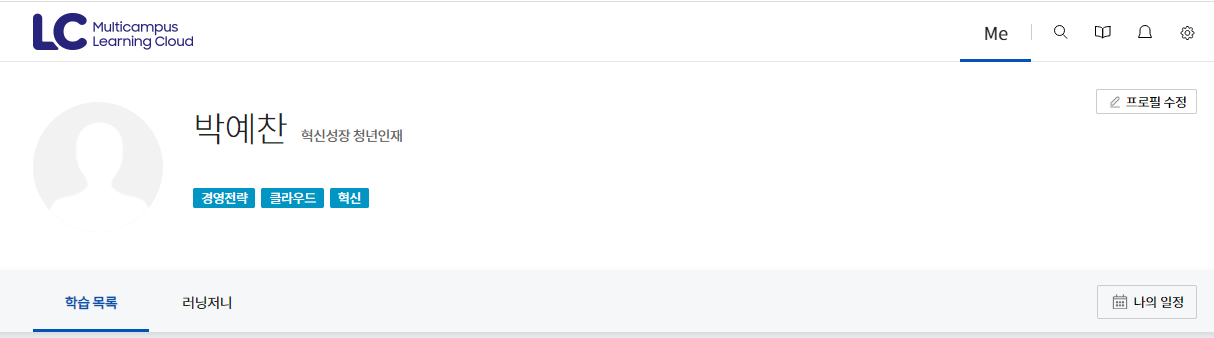 LC Multicampus
Learning Cloud
Me
프로필 수정
박예찬 혁신성장 청년인재
경영전략 클라우드 혁신
학습 목록 러닝저니 나의 일정